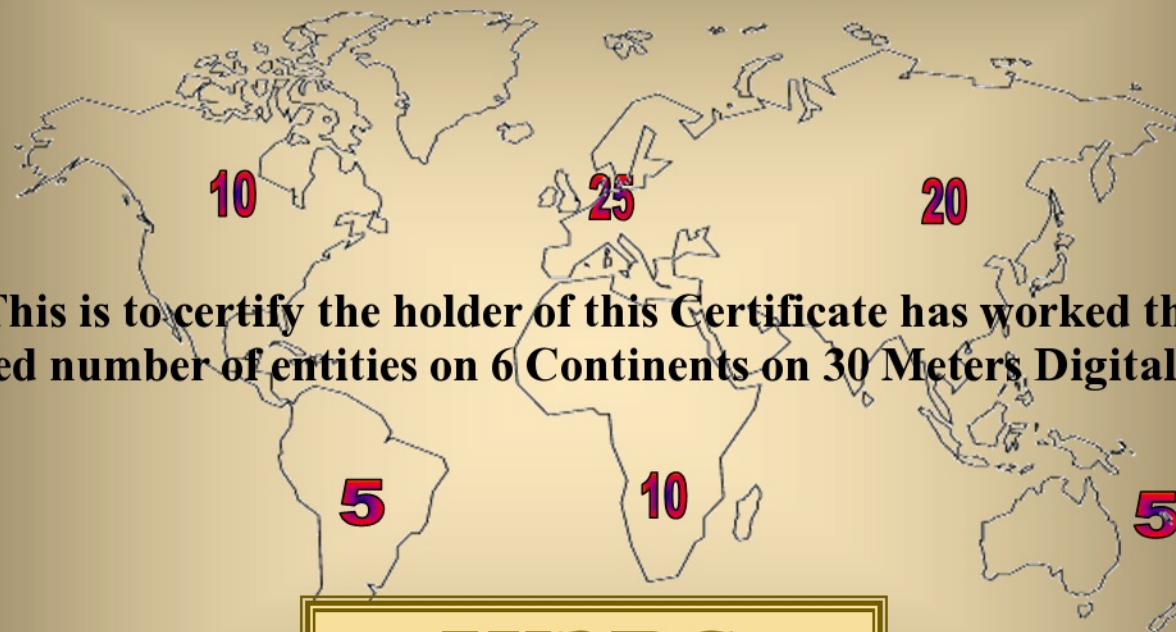 10 25 20
This is to certify the holder of this Certificate has worked th
ed number of entities on 6 Continents on 30 Meters Digital
5 10 5